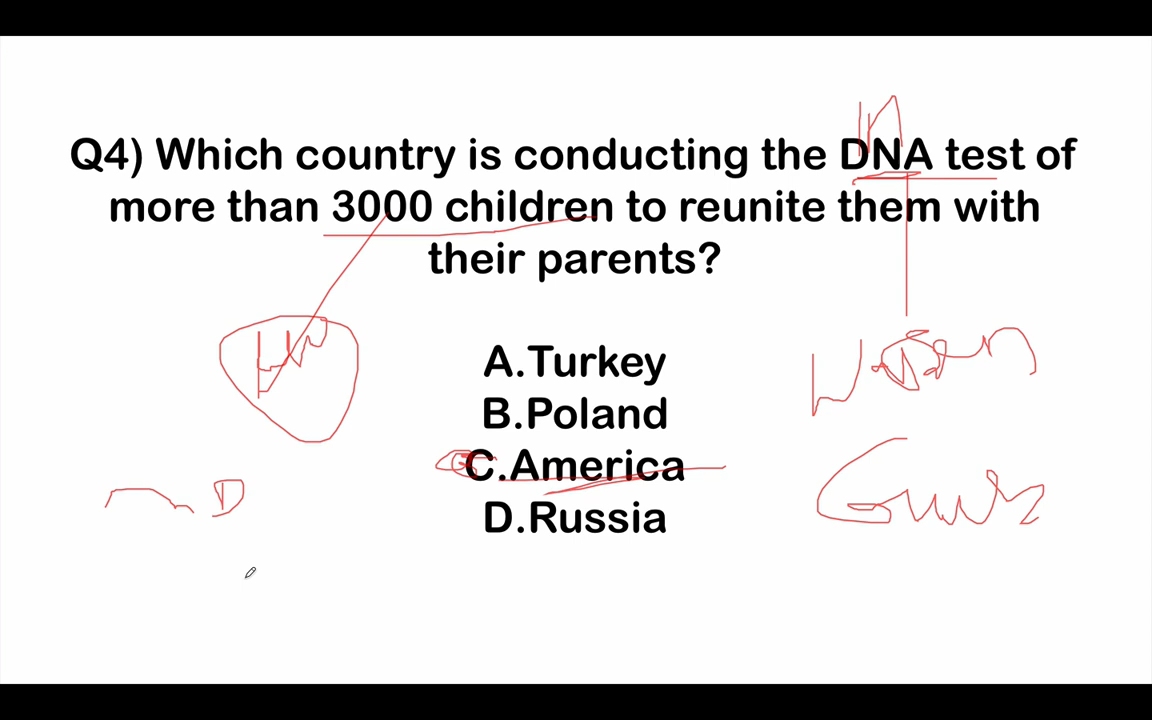 Q4) Which country is conducting the DNA test of
more than 3000 children to reunite them with
their parents?
A.Turkey
B.Poland
C.America
D.Russia
D